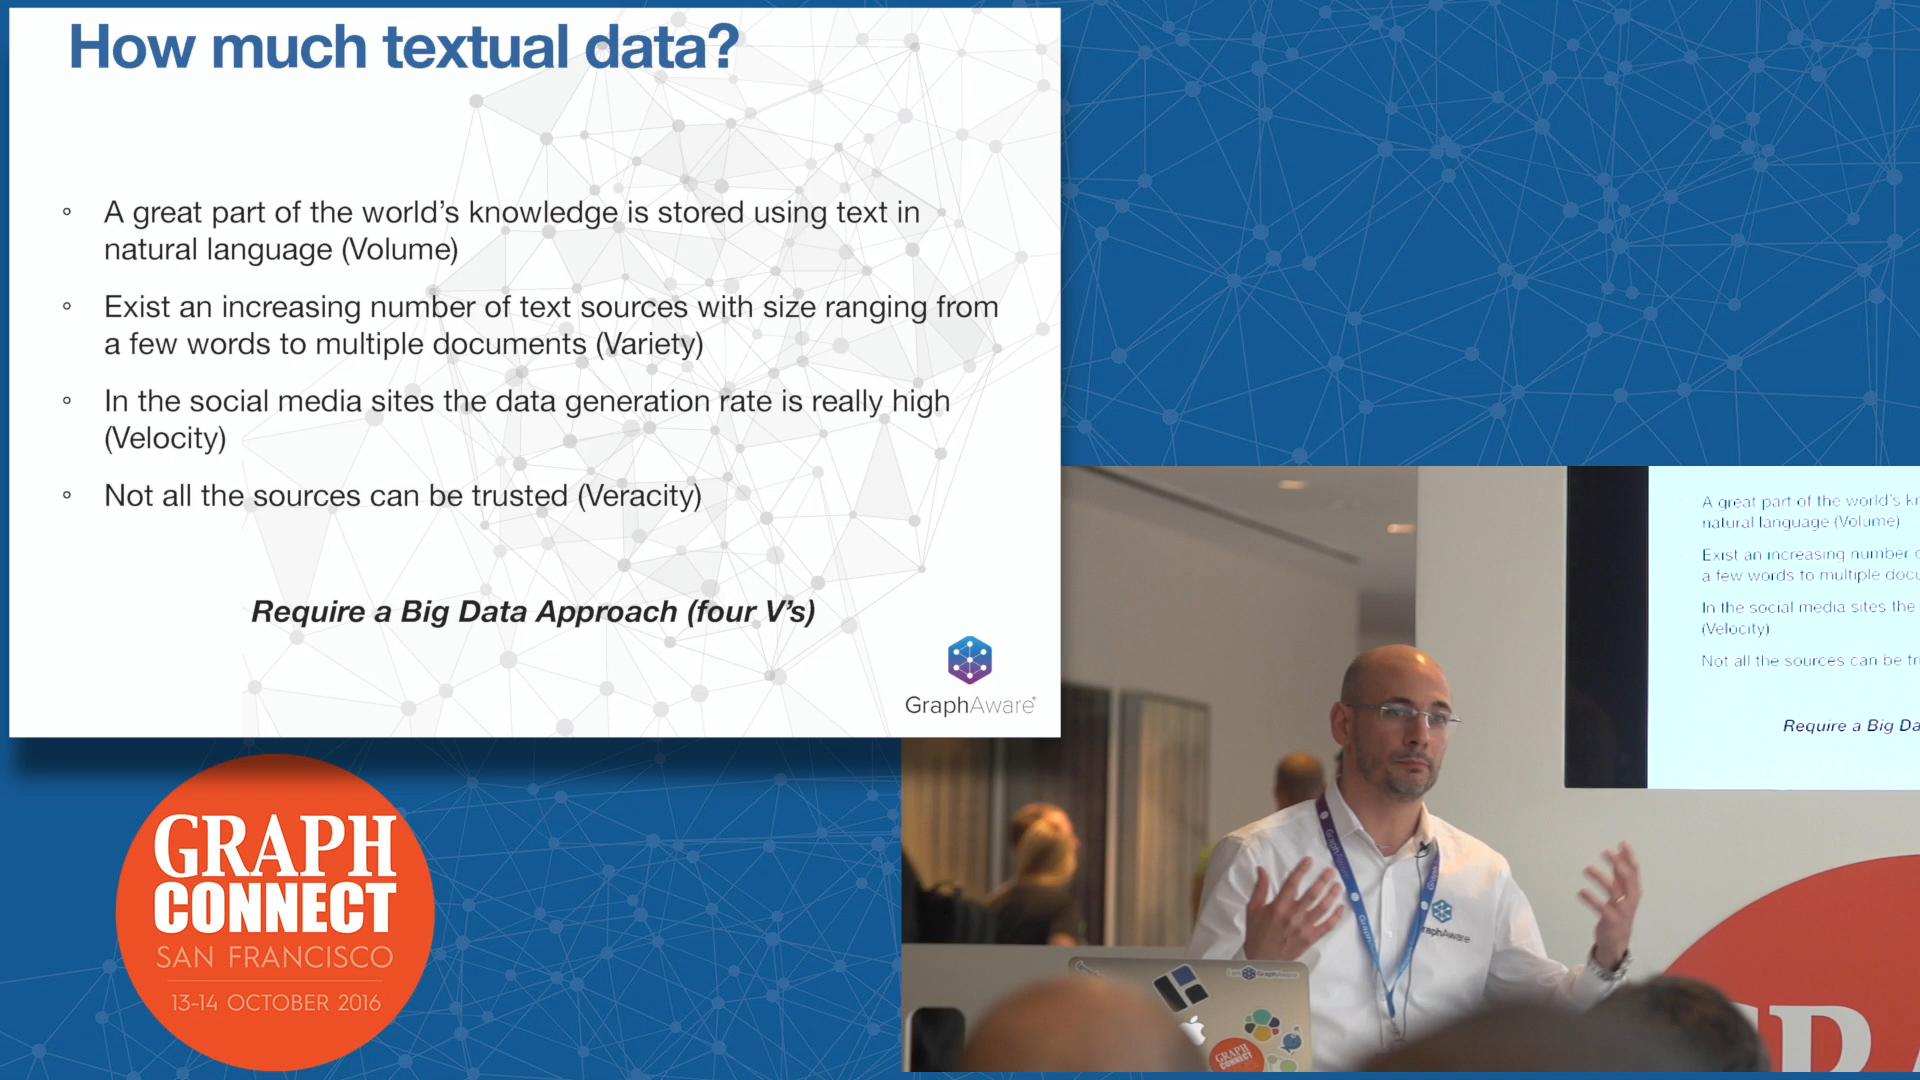 How much textual data?
◦ A great part of the world's knowledge is stored using text in
natural language (Volume)
◦ Exist an increasing number of text sources with size ranging from
a few words to multiple documents (Variety)
◦ In the social media sites the data generation rate is really high
(Velocity)
◦ Not all the sources can be trusted (Veracity)
Require a Big Data Approach (four V's)
GraphAware®
GRAPH
CONNECT
SAN FRANCISCO
13-14 OCTOBER 2016
A great part of the world's
natural language (Volume)
Exist an increasing number
a few words to multiple
In the social media sites the
(Velocity)
Not all the sources can be
Require a Big
raphAware
GRAPH
CONNECT